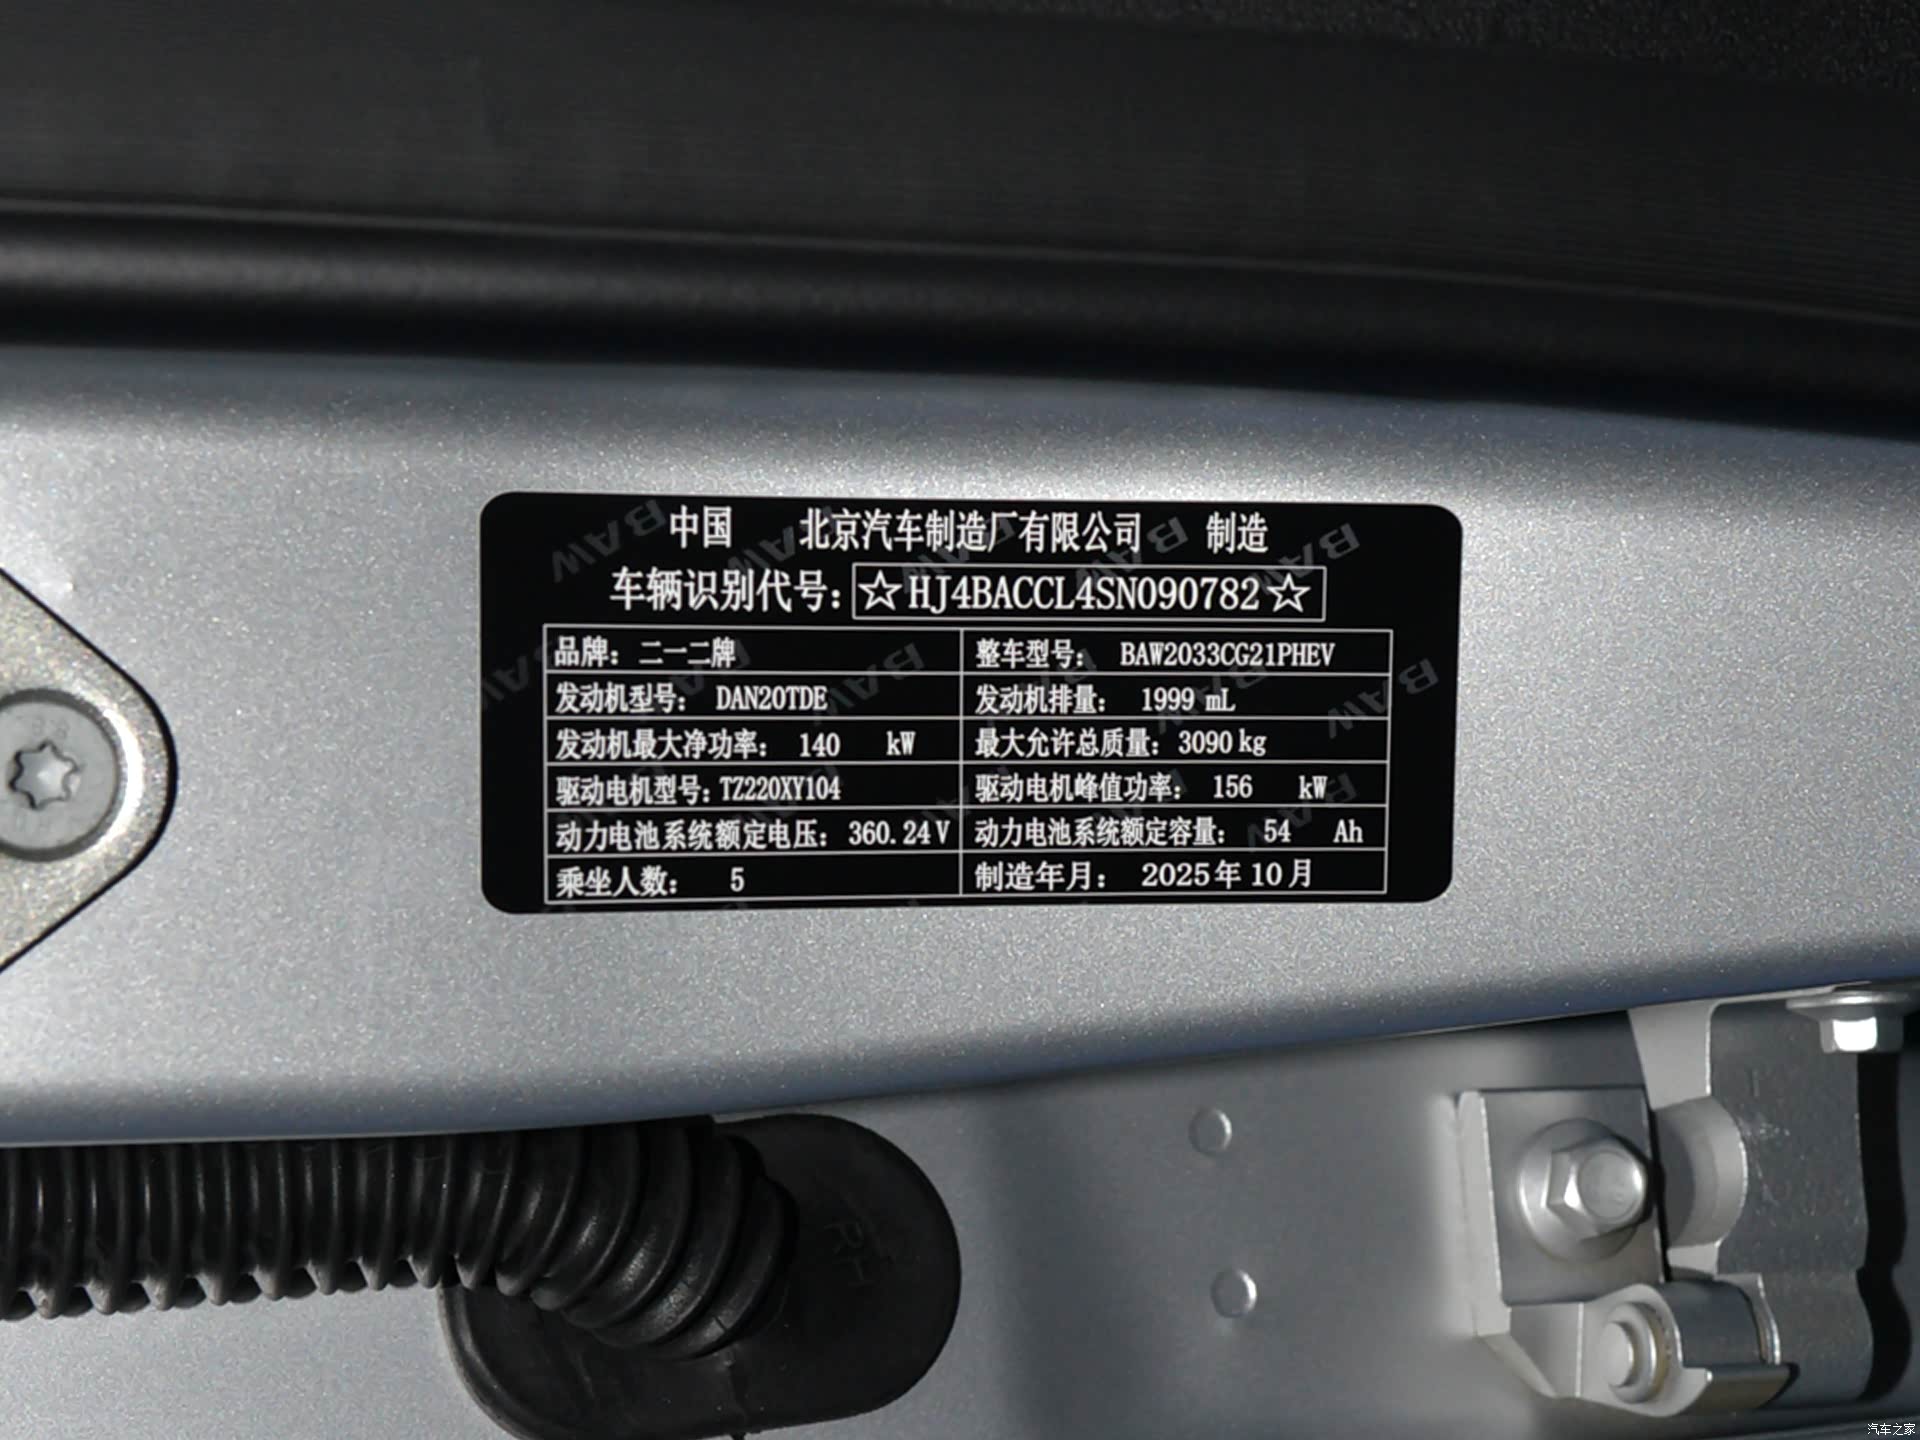 中国 北京汽车制造厂有限公司 制造
车辆识别代号：☆HJ4BACCL4SN090782☆
品牌：二一二牌 整车型号： BAW2033CG21PHEV
发动机型号： DAN20TDE 发动机排量： 1999 mL
发动机最大净功率： 140 kW 最大允许总质量：3090 kg
驱动电机型号：TZ220XY104 驱动电机峰值功率： 156 kW
动力电池系统额定电压： 360.24V 动力电池系统额定容量： 54 Ah
乘坐人数： 5 制造年月： 2025年10月
RH
汽车之家